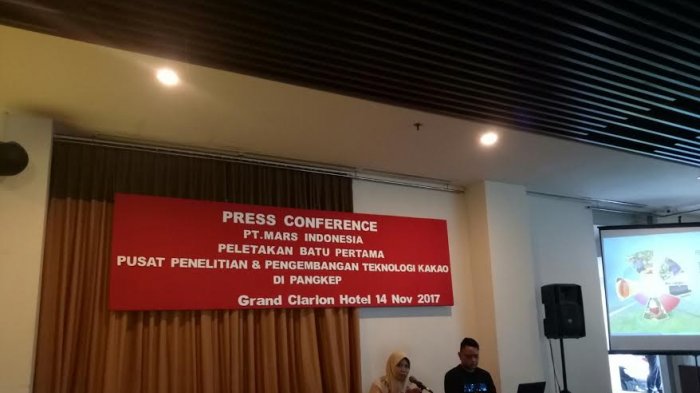 PRESS CONFERENCE
PT.MARS INDONESIA
PELETAKAN BATU PERTAMA
PUSAT PENELITIAN & PENGEMBANGAN TEKNOLOGI KAKAO
DI PANGKEP
Grand Clarion Hotel 14 Nov 2017